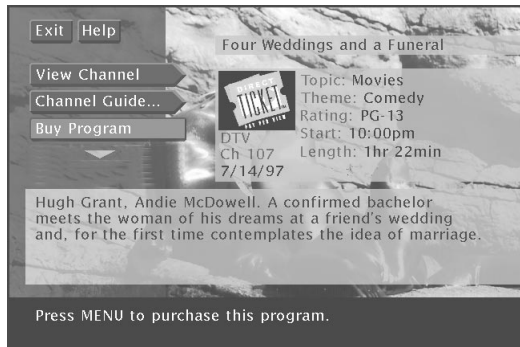 Exit Help
Four Weddings and a Funeral
View Channel
Channel Guide...
Buy Program
DIRECT
TICKET
PAY PER VIEW
DTV
Ch 107
7/14/97
Topic: Movies
Theme: Comedy
Rating: PG-13
Start: 10:00pm
Length: 1hr 22min
Hugh Grant, Andie McDowell. A confirmed bachelor
meets the woman of his dreams at a friend's wedding
and, for the first time contemplates the idea of marriage.
Press MENU to purchase this program.